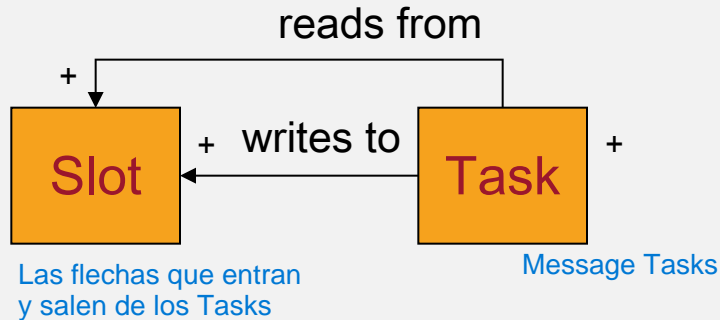 reads from
+
+ writes to
+
Slot
Task
Las flechas que entran
y salen de los Tasks
Message Tasks